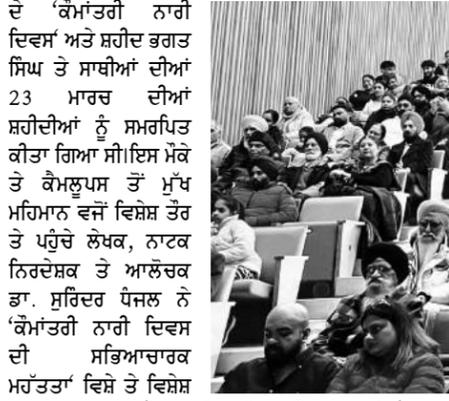 ਦੇ ‘ਕੌਮਾਂਤਰੀ ਨਾਰੀ
ਦਿਵਸ’ ਅਤੇ ਸ਼ਹੀਦ ਭਗਤ
ਸਿੰਘ ਤੇ ਸਾਥੀਆਂ ਦੀਆਂ
23 ਮਾਰਚ ਦੀਆਂ
ਸ਼ਹੀਦੀਆਂ ਨੂੰ ਸਮਰਪਿਤ
ਕੀਤਾ ਗਿਆ ਸੀ।ਇਸ ਮੌਕੇ
ਤੇ ਕੈਮਲੂਪਸ ਤੋਂ ਮੁੱਖ
ਮਹਿਮਾਨ ਵਜੋਂ ਵਿਸ਼ੇਸ਼ ਤੌਰ
ਤੇ ਪਹੁੰਚੇ ਲੇਖਕ, ਨਾਟਕ
ਨਿਰਦੇਸ਼ਕ ਤੇ ਆਲੋਚਕ
ਡਾ. ਸੁਰਿੰਦਰ ਧੰਜਲ ਨੇ
‘ਕੌਮਾਂਤਰੀ ਨਾਰੀ ਦਿਵਸ
ਦੀ ਸਭਿਆਚਾਰਕ
ਮਹੱਤਤਾ’ ਵਿਸ਼ੇ ਤੇ ਵਿਸ਼ੇਸ਼